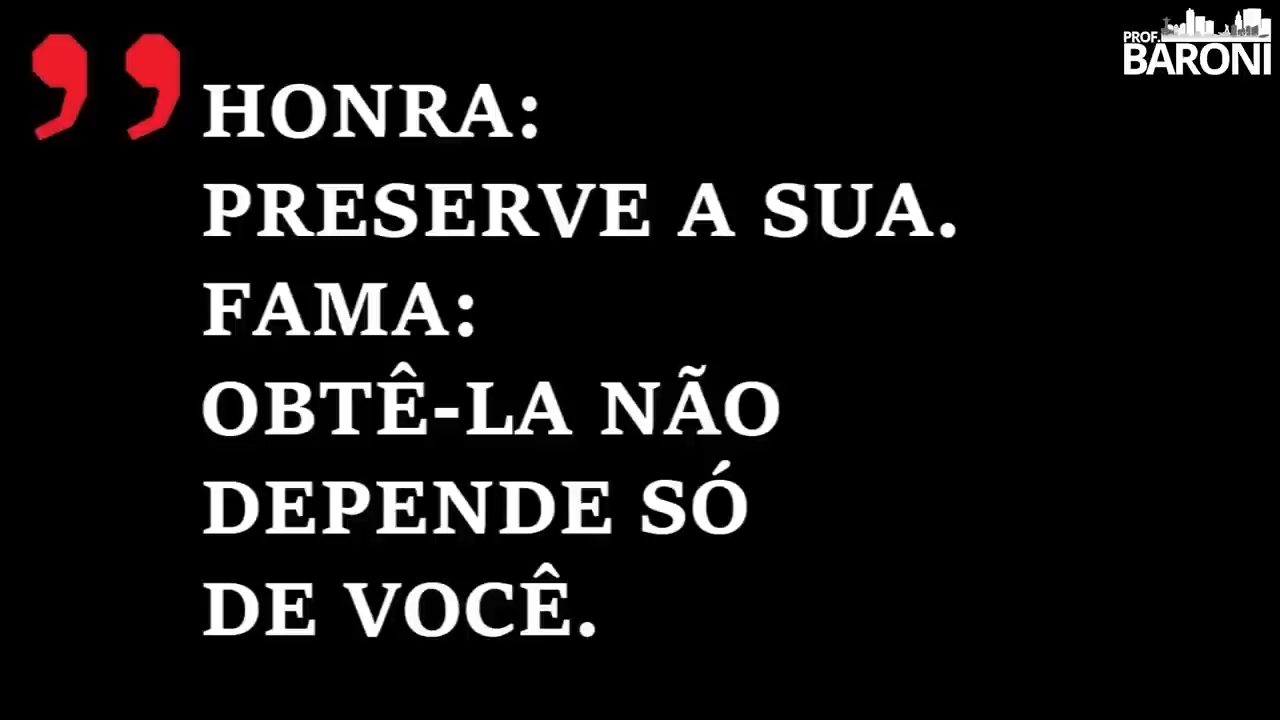 PROF.
BARONI
” HONRA:
PRESERVE A SUA.
FAMA:
OBTÊ-LA NÃO
DEPENDE SÓ
DE VOCÊ.